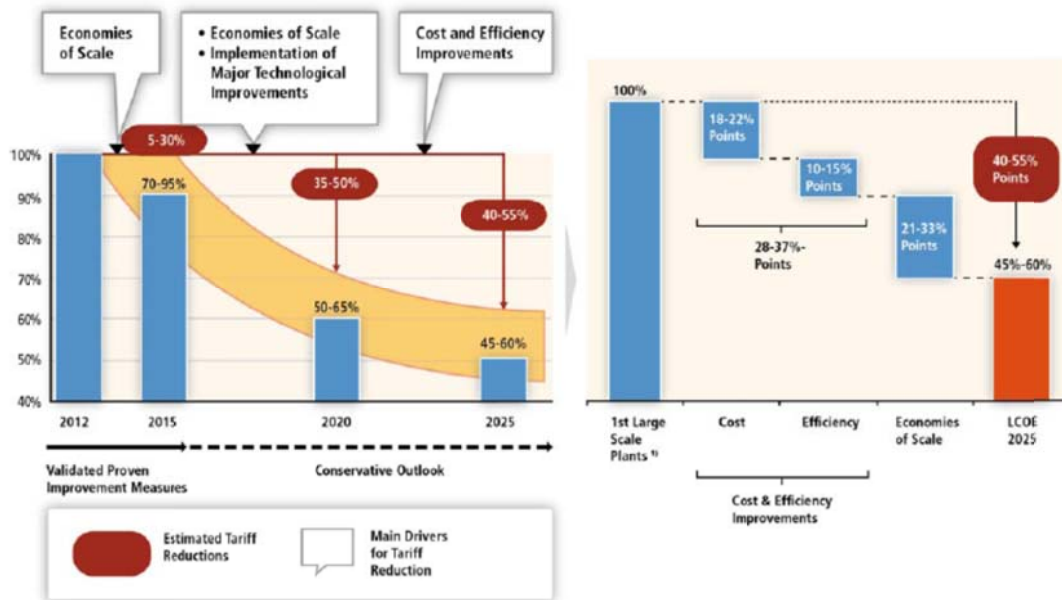 Economies
of Scale
• Economies of Scale
• Implementation of
Major Technological
Improvements
Cost and Efficiency
Improvements
5-30%
100%
90%
80%
70%
60%
50%
40%
70-95%
35-50%
50-65%
40-55%
45-60%
2012
2015
2020
2025
Validated Proven
Improvement Measures
Conservative Outlook
Estimated Tariff
Reductions
Main Drivers
for Tariff
Reduction
100%
18-22%
Points
10-15%
Points
28-37%-
Points
21-33%
Points
40-55%
Points
45%-60%
1st Large
Scale
Plants ¹⁾
Cost
Efficiency
Economies
of Scale
LCOE
2025
Cost & Efficiency
Improvements